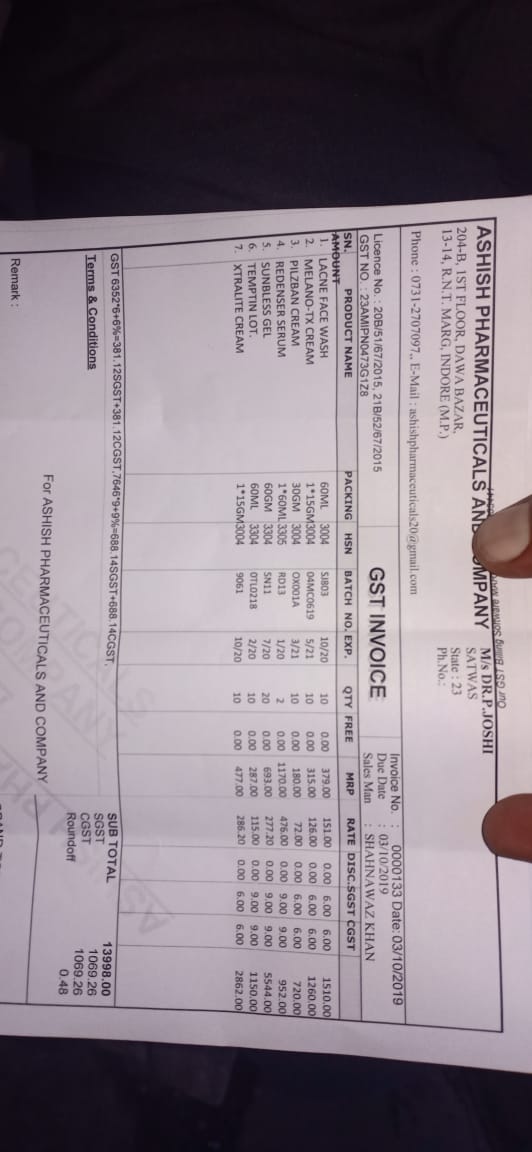 Our GST Billing Software
ASHISH PHARMACEUTICALS AND COMPANY
204-B, 1ST FLOOR, DAWA BAZAR,
13-14, R.N.T. MARG, INDORE (M.P.)
Phone : 0731-2707097,. E-Mail : ashishpharmaceuticals20@gmail.com
M/s DR.P.JOSHI
SATWAS
State : 23
Ph.No.:
Licence No. : 20B/51/67/2015, 21B/52/67/2015
GST NO. : 23AMIPN0473G1Z8
GST INVOICE
Invoice No. : 0000133 Date: 03/10/2019
Due Date : 03/10/2019
Sales Man : SHAHNAWAZ KHAN
SN. PRODUCT NAME PACKING HSN BATCH NO. EXP. QTY FREE MRP RATE DISC. SGST CGST
AMOUNT
1. LACNE FACE WASH 60ML 3004 SJ803 10/20 10 0.00 379.00 151.00 0.00 6.00 6.00 1510.00
2. MELANO-TX CREAM 1*15GM 3004 04MC0619 5/21 10 0.00 315.00 126.00 0.00 6.00 6.00 1260.00
3. PILZBAN CREAM 30GM 3004 OX001A 3/21 10 0.00 180.00 72.00 0.00 6.00 6.00 720.00
4. REDENSER SERUM 1*60ML 3305 RD13 1/20 2 0.00 1170.00 476.00 0.00 9.00 9.00 952.00
5. SUNBLESS GEL 60GM 3304 SN11 7/20 20 0.00 693.00 277.20 0.00 9.00 9.00 5544.00
6. TEMPTIN LOT. 60ML 3304 OTL0218 2/20 10 0.00 287.00 115.00 0.00 9.00 9.00 1150.00
7. XTRALITE CREAM 1*15GM 3004 9061 10/20 10 0.00 477.00 286.20 0.00 6.00 6.00 2862.00
GST 6352*6+6%=381.12SGST+381.12CGST,7646*9+9%=688.14SGST+688.14CGST,
Terms & Conditions
SUB TOTAL 13998.00
SGST 1069.26
CGST 1069.26
Roundoff 0.48
For ASHISH PHARMACEUTICALS AND COMPANY
Remark :